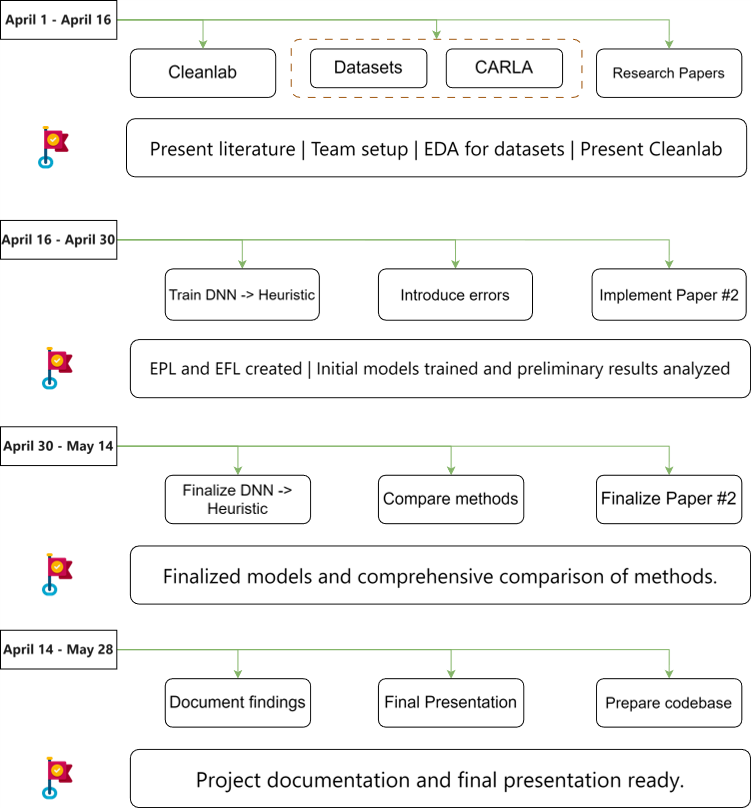 April 1 - April 16
Cleanlab
Datasets
CARLA
Research Papers
Present literature | Team setup | EDA for datasets | Present Cleanlab
April 16 - April 30
Train DNN -> Heuristic
Introduce errors
Implement Paper #2
EPL and EFL created | Initial models trained and preliminary results analyzed
April 30 - May 14
Finalize DNN ->
Heuristic
Compare methods
Finalize Paper #2
Finalized models and comprehensive comparison of methods.
April 14 - May 28
Document findings
Final Presentation
Prepare codebase
Project documentation and final presentation ready.